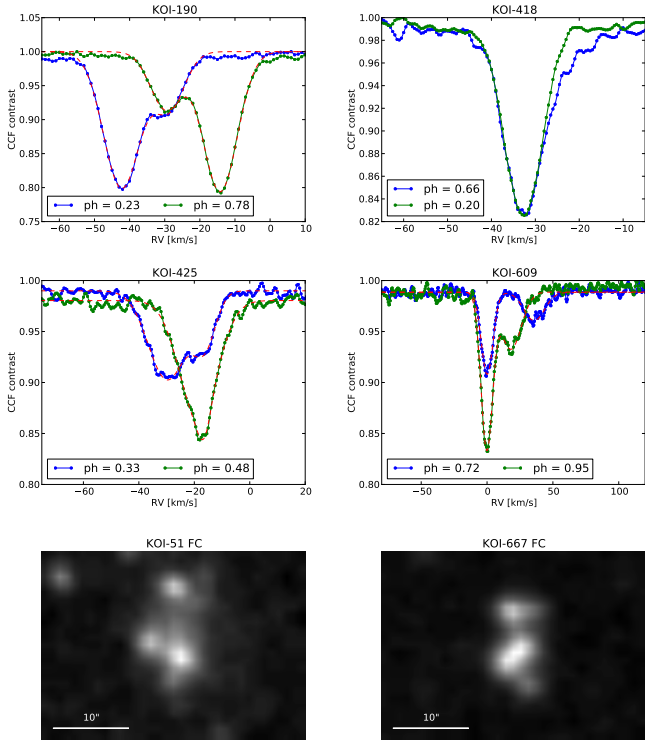 KOI-190
1.05
1.00
0.95
0.90
0.85
0.80
0.75
CCF contrast
ph = 0.23
ph = 0.78
−60 −50 −40 −30 −20 −10 0 10
RV [km/s]
KOI-418
1.00
0.98
0.96
0.94
0.92
0.90
0.88
0.86
0.84
0.82
CCF contrast
ph = 0.66
ph = 0.20
−60 −50 −40 −30 −20 −10
RV [km/s]
KOI-425
1.00
0.95
0.90
0.85
0.80
CCF contrast
ph = 0.33
ph = 0.48
−60 −40 −20 0 20
RV [km/s]
KOI-609
1.00
0.95
0.90
0.85
0.80
CCF contrast
ph = 0.72
ph = 0.95
−50 0 50 100
RV [km/s]
KOI-51 FC
10"
KOI-667 FC
10"